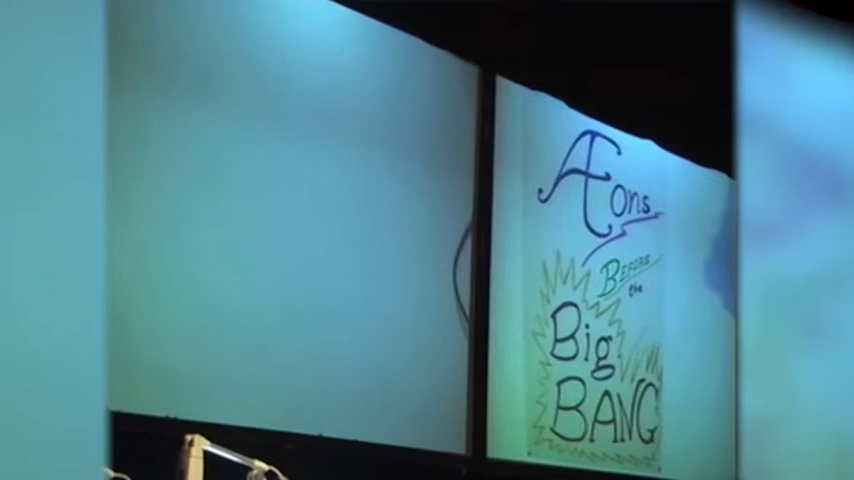 Æons
BEFORE
the
Big
BANG